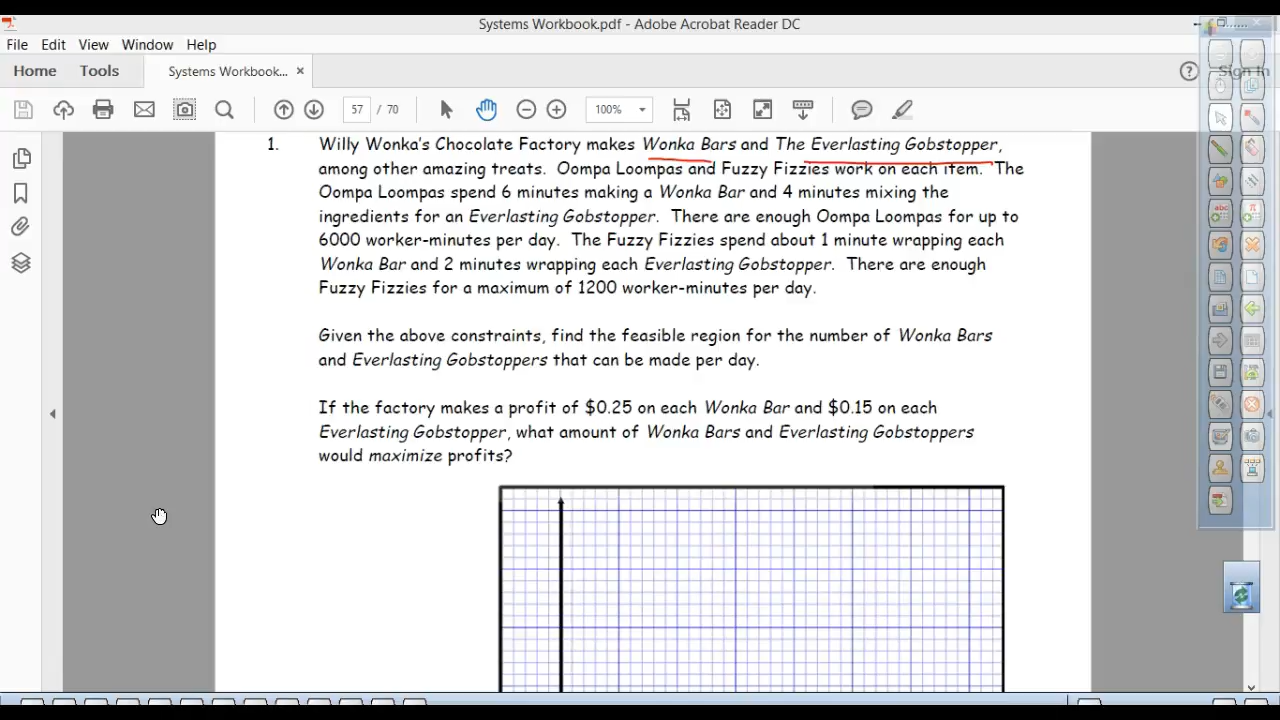 Systems Workbook.pdf - Adobe Acrobat Reader DC
File Edit View Window Help
Home Tools Systems Workbook... × Sign In
57 / 70 100%
1. Willy Wonka's Chocolate Factory makes Wonka Bars and The Everlasting Gobstopper,
among other amazing treats. Oompa Loompas and Fuzzy Fizzies work on each item. The
Oompa Loompas spend 6 minutes making a Wonka Bar and 4 minutes mixing the
ingredients for an Everlasting Gobstopper. There are enough Oompa Loompas for up to
6000 worker-minutes per day. The Fuzzy Fizzies spend about 1 minute wrapping each
Wonka Bar and 2 minutes wrapping each Everlasting Gobstopper. There are enough
Fuzzy Fizzies for a maximum of 1200 worker-minutes per day.
Given the above constraints, find the feasible region for the number of Wonka Bars
and Everlasting Gobstoppers that can be made per day.
If the factory makes a profit of $0.25 on each Wonka Bar and $0.15 on each
Everlasting Gobstopper, what amount of Wonka Bars and Everlasting Gobstoppers
would maximize profits?
abc
π